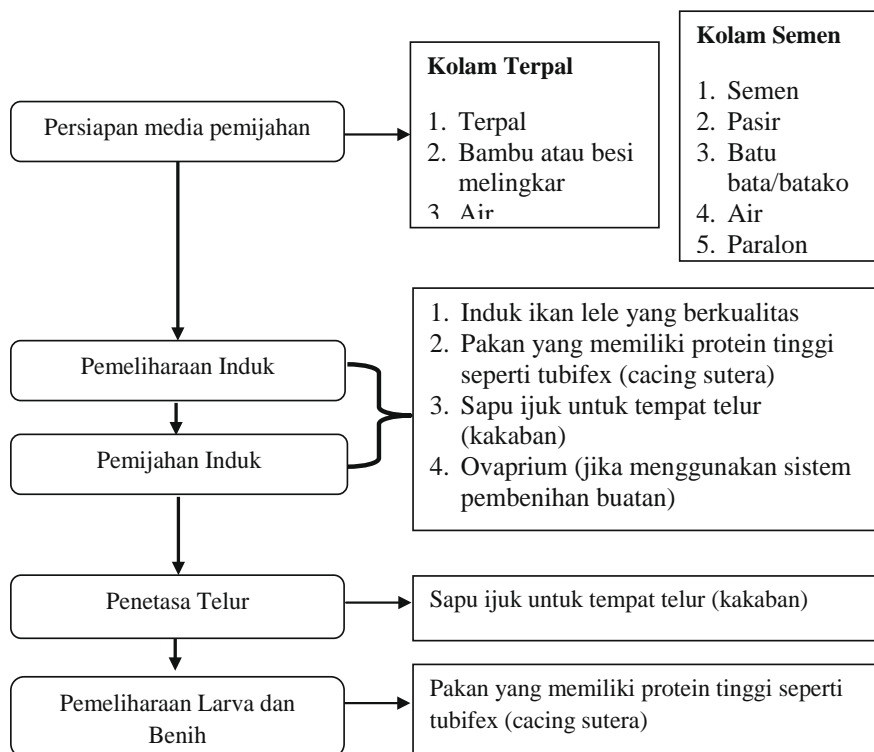 Persiapan media pemijahan
Kolam Terpal
1. Terpal
2. Bambu atau besi
melingkar
3. Air
Kolam Semen
1. Semen
2. Pasir
3. Batu
bata/batako
4. Air
5. Paralon
Pemeliharaan Induk
Pemijahan Induk
1. Induk ikan lele yang berkualitas
2. Pakan yang memiliki protein tinggi
seperti tubifex (cacing sutera)
3. Sapu ijuk untuk tempat telur
(kakaban)
4. Ovaprium (jika menggunakan sistem
pembenihan buatan)
Penetasa Telur
Sapu ijuk untuk tempat telur (kakaban)
Pemeliharaan Larva dan
Benih
Pakan yang memiliki protein tinggi seperti
tubifex (cacing sutera)